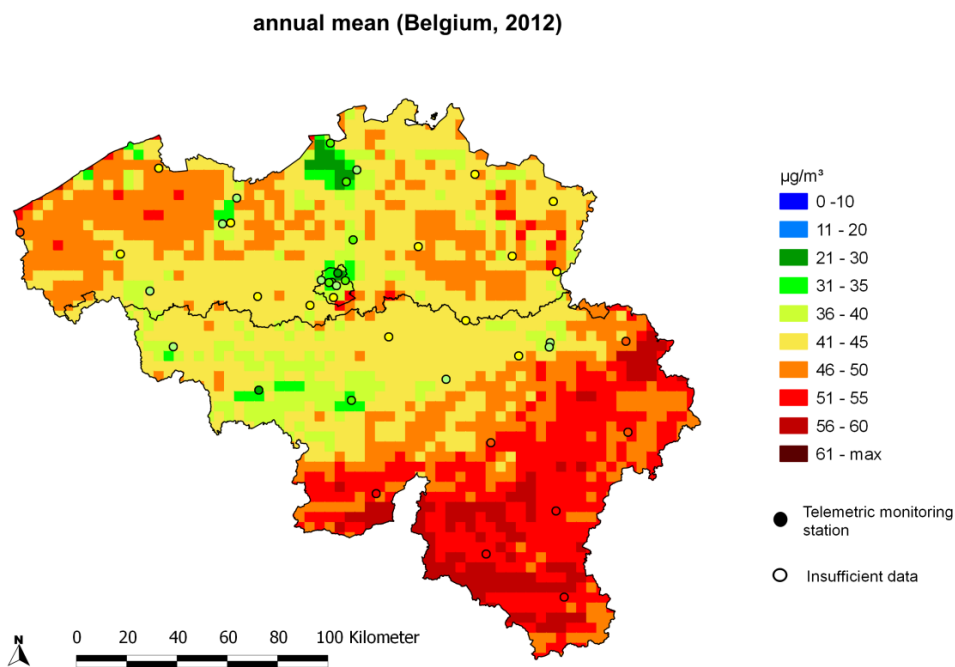 annual mean (Belgium, 2012)
µg/m³
0 -10
11 - 20
21 - 30
31 - 35
36 - 40
41 - 45
46 - 50
51 - 55
56 - 60
61 - max
Telemetric monitoring
station
Insufficient data
N
0 20 40 60 80 100 Kilometer